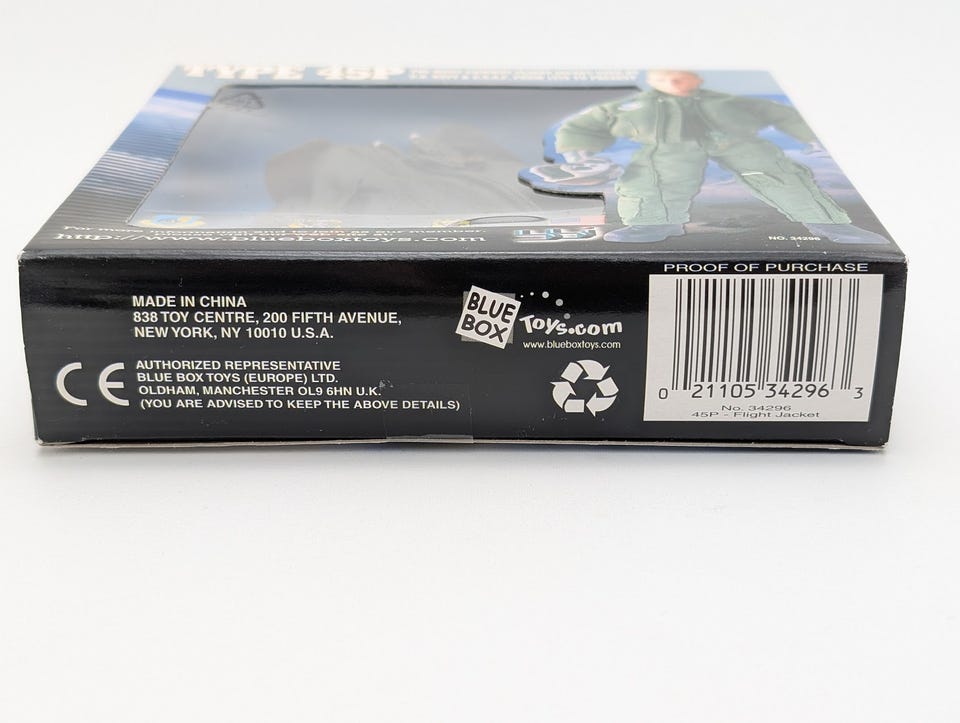 TYPE 45P
http://www.blueboxtoys.com
NO. 34296
MADE IN CHINA
838 TOY CENTRE, 200 FIFTH AVENUE,
NEW YORK, NY 10010 U.S.A.
CE
AUTHORIZED REPRESENTATIVE
BLUE BOX TOYS (EUROPE) LTD.
OLDHAM, MANCHESTER OL9 6HN U.K.
(YOU ARE ADVISED TO KEEP THE ABOVE DETAILS)
BLUE
BOX
Toys.com
www.blueboxtoys.com
PROOF OF PURCHASE
0 21105 34296 3
No. 34296
45P - Flight Jacket